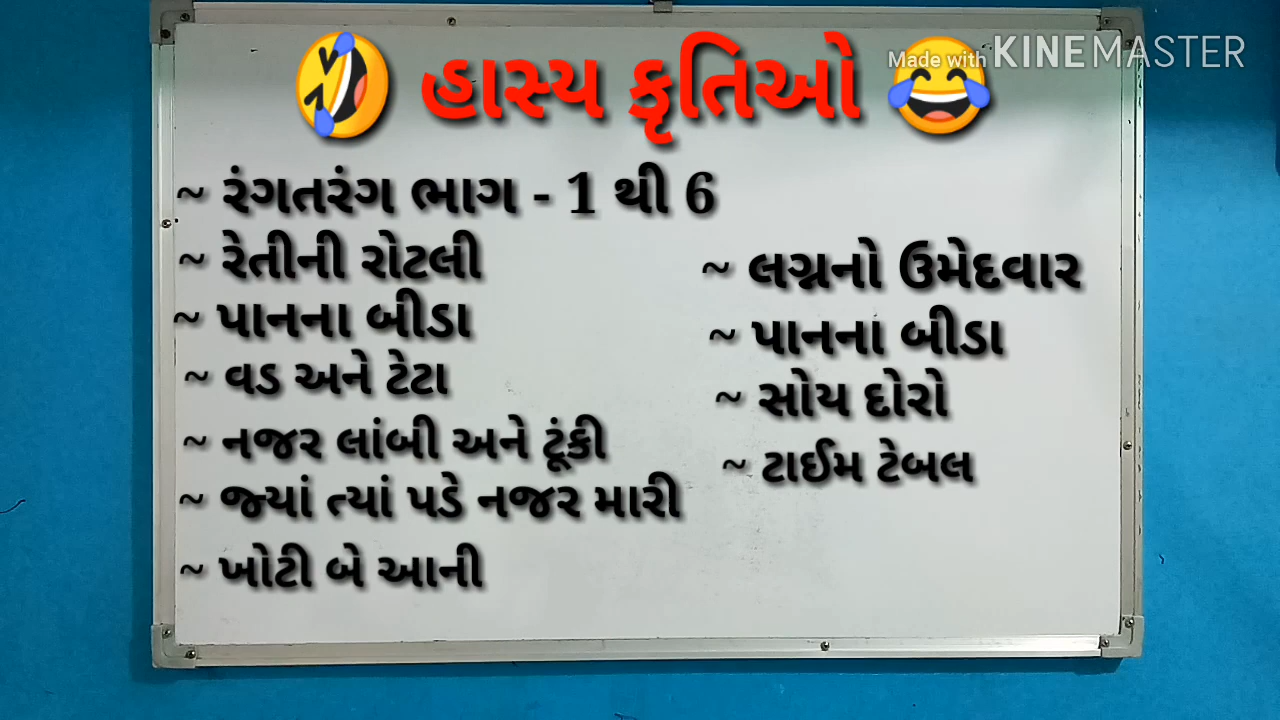 🤣 હાસ્ય કૃતિઓ 😂
Made with KINEMASTER
~ રંગતરંગ ભાગ - 1 થી 6
~ રેતીની રોટલી
~ પાનના બીડા
~ વડ અને ટેટા
~ નજર લાંબી અને ટૂંકી
~ જ્યાં ત્યાં પડે નજર મારી
~ ખોટી બે આની
~ લગ્નનો ઉમેદવાર
~ પાનના બીડા
~ સોય દોરો
~ ટાઈમ ટેબલ